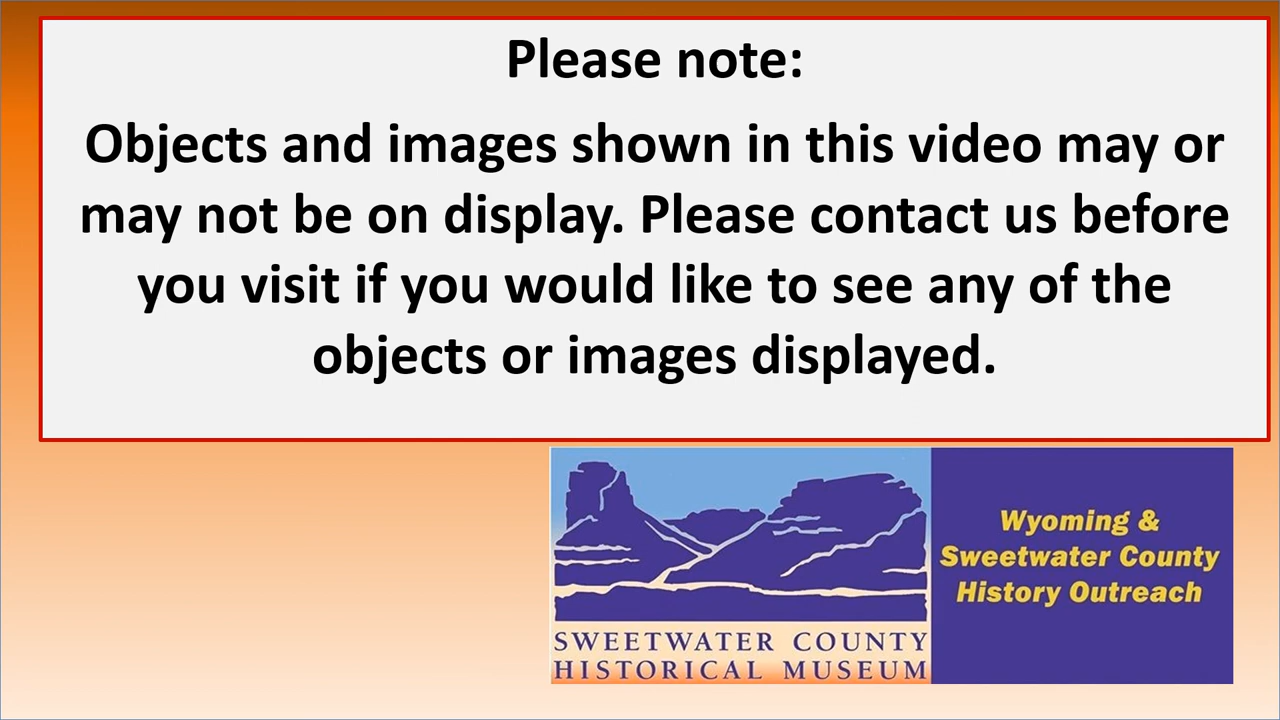 Please note:
Objects and images shown in this video may or
may not be on display. Please contact us before
you visit if you would like to see any of the
objects or images displayed.
SWEETWATER COUNTY
HISTORICAL MUSEUM
Wyoming &
Sweetwater County
History Outreach